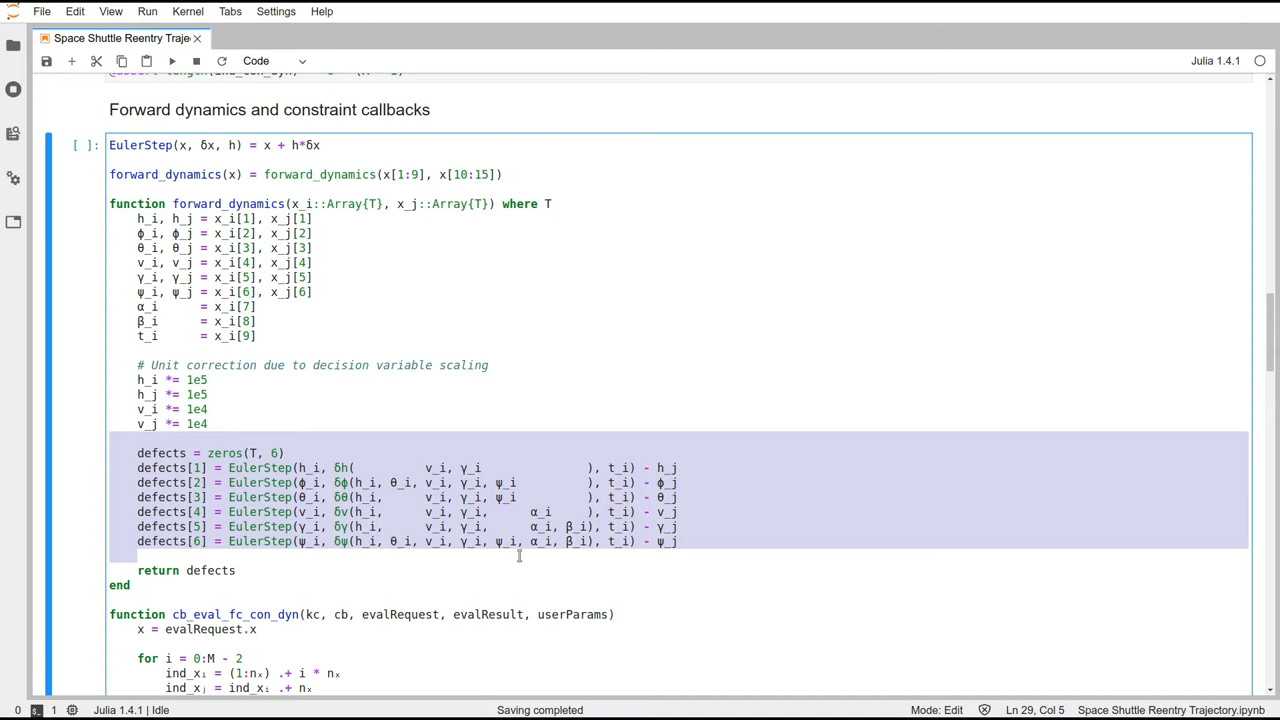 File Edit View Run Kernel Tabs Settings Help
Space Shuttle Reentry Traje
Code
Julia 1.4.1
Forward dynamics and constraint callbacks
[ ]:
EulerStep(x, δx, h) = x + h*δx
forward_dynamics(x) = forward_dynamics(x[1:9], x[10:15])
function forward_dynamics(x_i::Array{T}, x_j::Array{T}) where T
h_i, h_j = x_i[1], x_j[1]
ϕ_i, ϕ_j = x_i[2], x_j[2]
θ_i, θ_j = x_i[3], x_j[3]
v_i, v_j = x_i[4], x_j[4]
γ_i, γ_j = x_i[5], x_j[5]
ψ_i, ψ_j = x_i[6], x_j[6]
α_i = x_i[7]
β_i = x_i[8]
t_i = x_i[9]
# Unit correction due to decision variable scaling
h_i *= 1e5
h_j *= 1e5
v_i *= 1e4
v_j *= 1e4
defects = zeros(T, 6)
defects[1] = EulerStep(h_i, δh( v_i, γ_i ), t_i) - h_j
defects[2] = EulerStep(ϕ_i, δϕ(h_i, θ_i, v_i, γ_i, ψ_i ), t_i) - ϕ_j
defects[3] = EulerStep(θ_i, δθ(h_i, v_i, γ_i, ψ_i ), t_i) - θ_j
defects[4] = EulerStep(v_i, δv(h_i, v_i, γ_i, α_i ), t_i) - v_j
defects[5] = EulerStep(γ_i, δγ(h_i, v_i, γ_i, α_i, β_i), t_i) - γ_j
defects[6] = EulerStep(ψ_i, δψ(h_i, θ_i, v_i, γ_i, ψ_i, α_i, β_i), t_i) - ψ_j
return defects
end
function cb_eval_fc_con_dyn(kc, cb, evalRequest, evalResult, userParams)
x = evalRequest.x
for i = 0:M - 2
ind_xᵢ = (1:nₓ) .+ i * nₓ
ind_xⱼ = ind_xᵢ .+ nₓ
0 1 Julia 1.4.1 | Idle Saving completed Mode: Edit Ln 29, Col 5 Space Shuttle Reentry Trajectory.ipynb